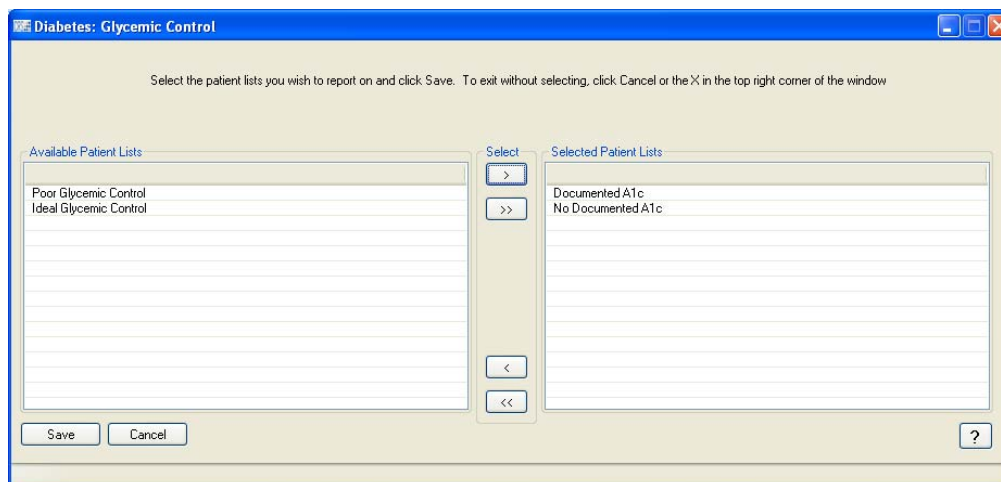 Diabetes: Glycemic Control
Select the patient lists you wish to report on and click Save. To exit without selecting, click Cancel or the X in the top right corner of the window
Available Patient Lists
Poor Glycemic Control
Ideal Glycemic Control
Select
>
>>
<
<<
Selected Patient Lists
Documented A1c
No Documented A1c
Save
Cancel
?